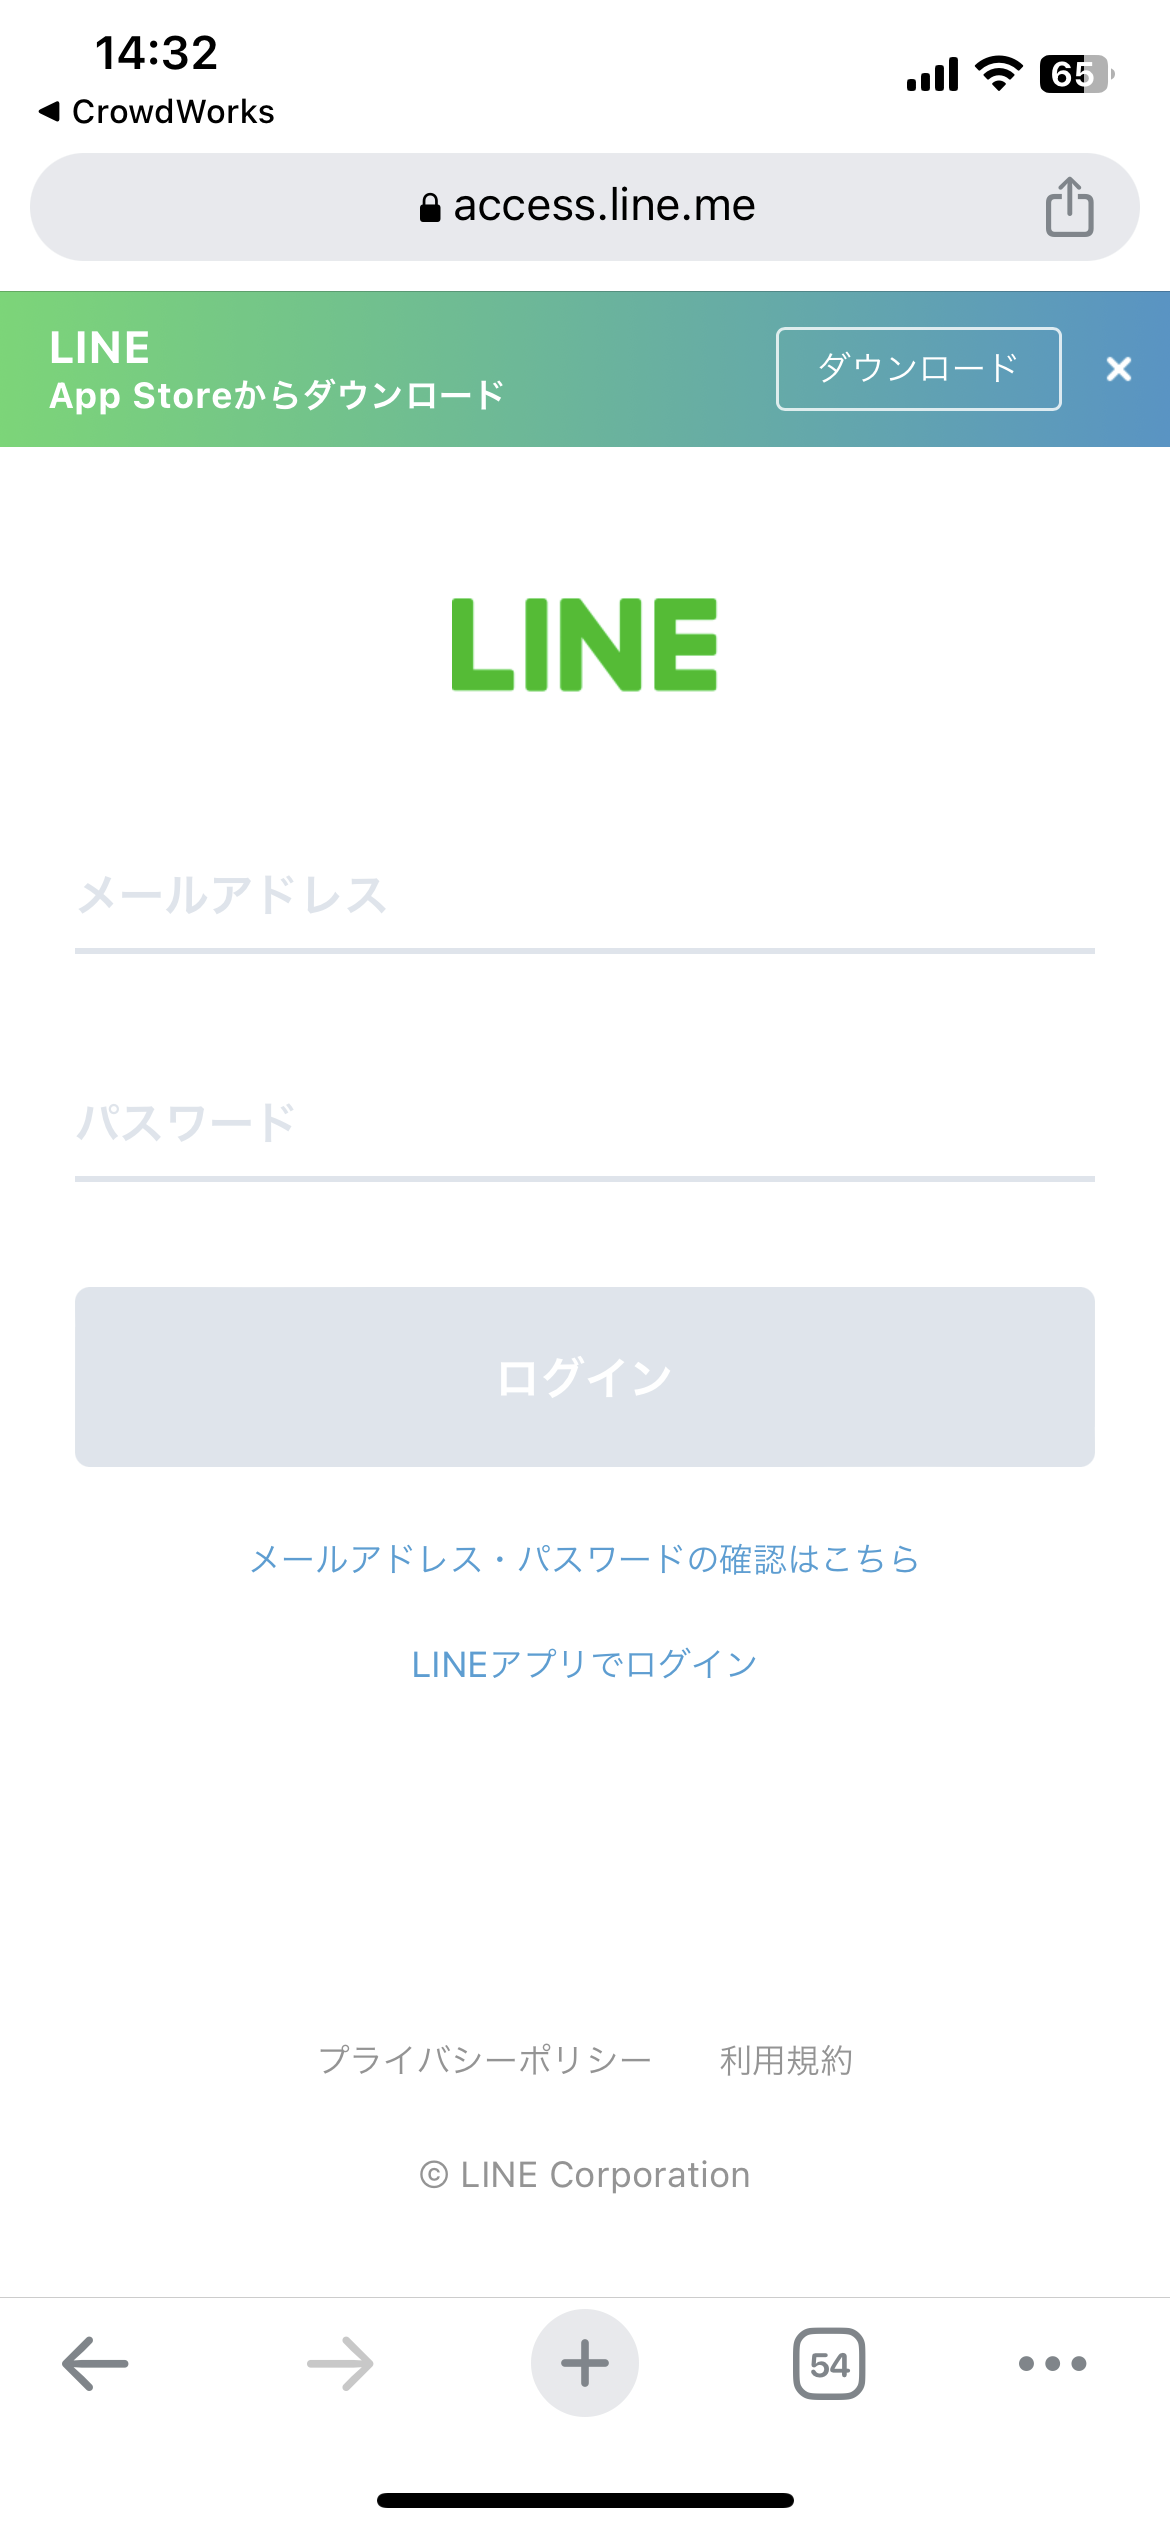 14:32
65
◀ CrowdWorks
access.line.me
LINE
App Storeからダウンロード
ダウンロード
LINE
メールアドレス
パスワード
ログイン
メールアドレス・パスワードの確認はこちら
LINEアプリでログイン
プライバシーポリシー 利用規約
© LINE Corporation
54